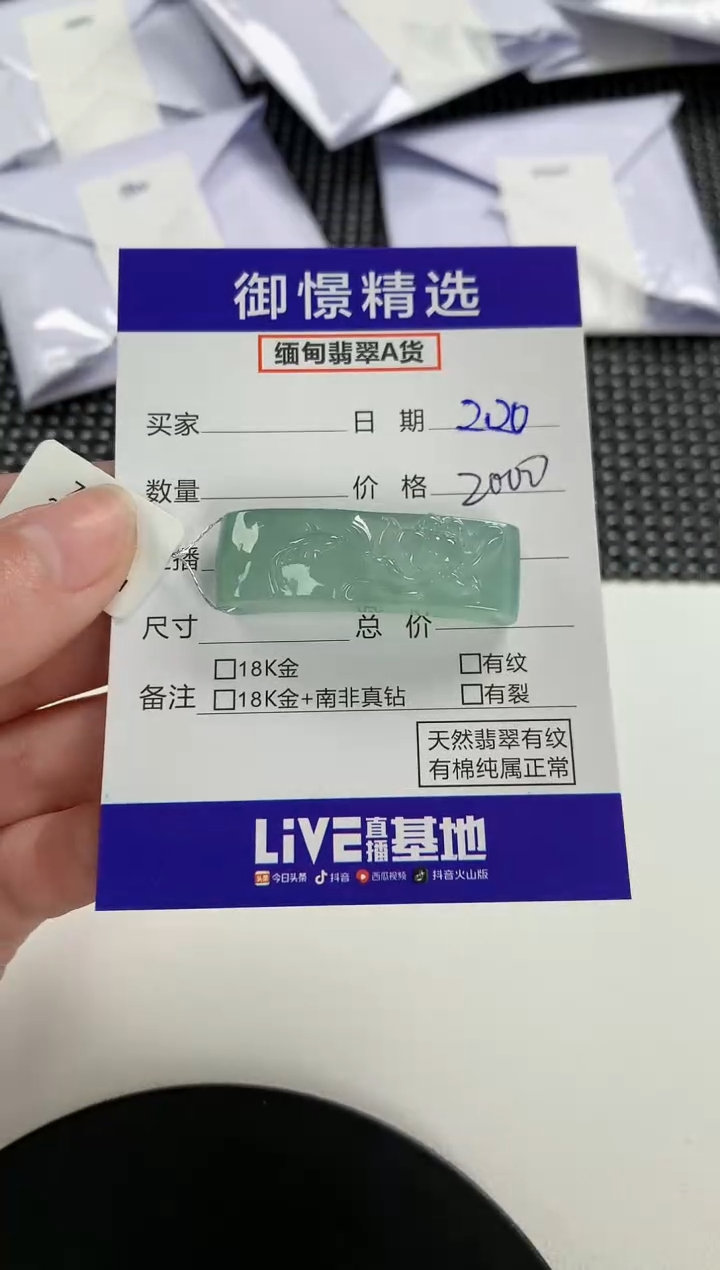 御憬精选
缅甸翡翠A货
买家 日 期 2.20
数量 价 格 2000
播
尺寸 总 价
□18K金 □有纹
备注 □18K金+南非真钻 □有裂
天然翡翠有纹
有棉纯属正常
LiVE直播基地
头条 今日头条 抖音 西瓜视频 抖音火山版